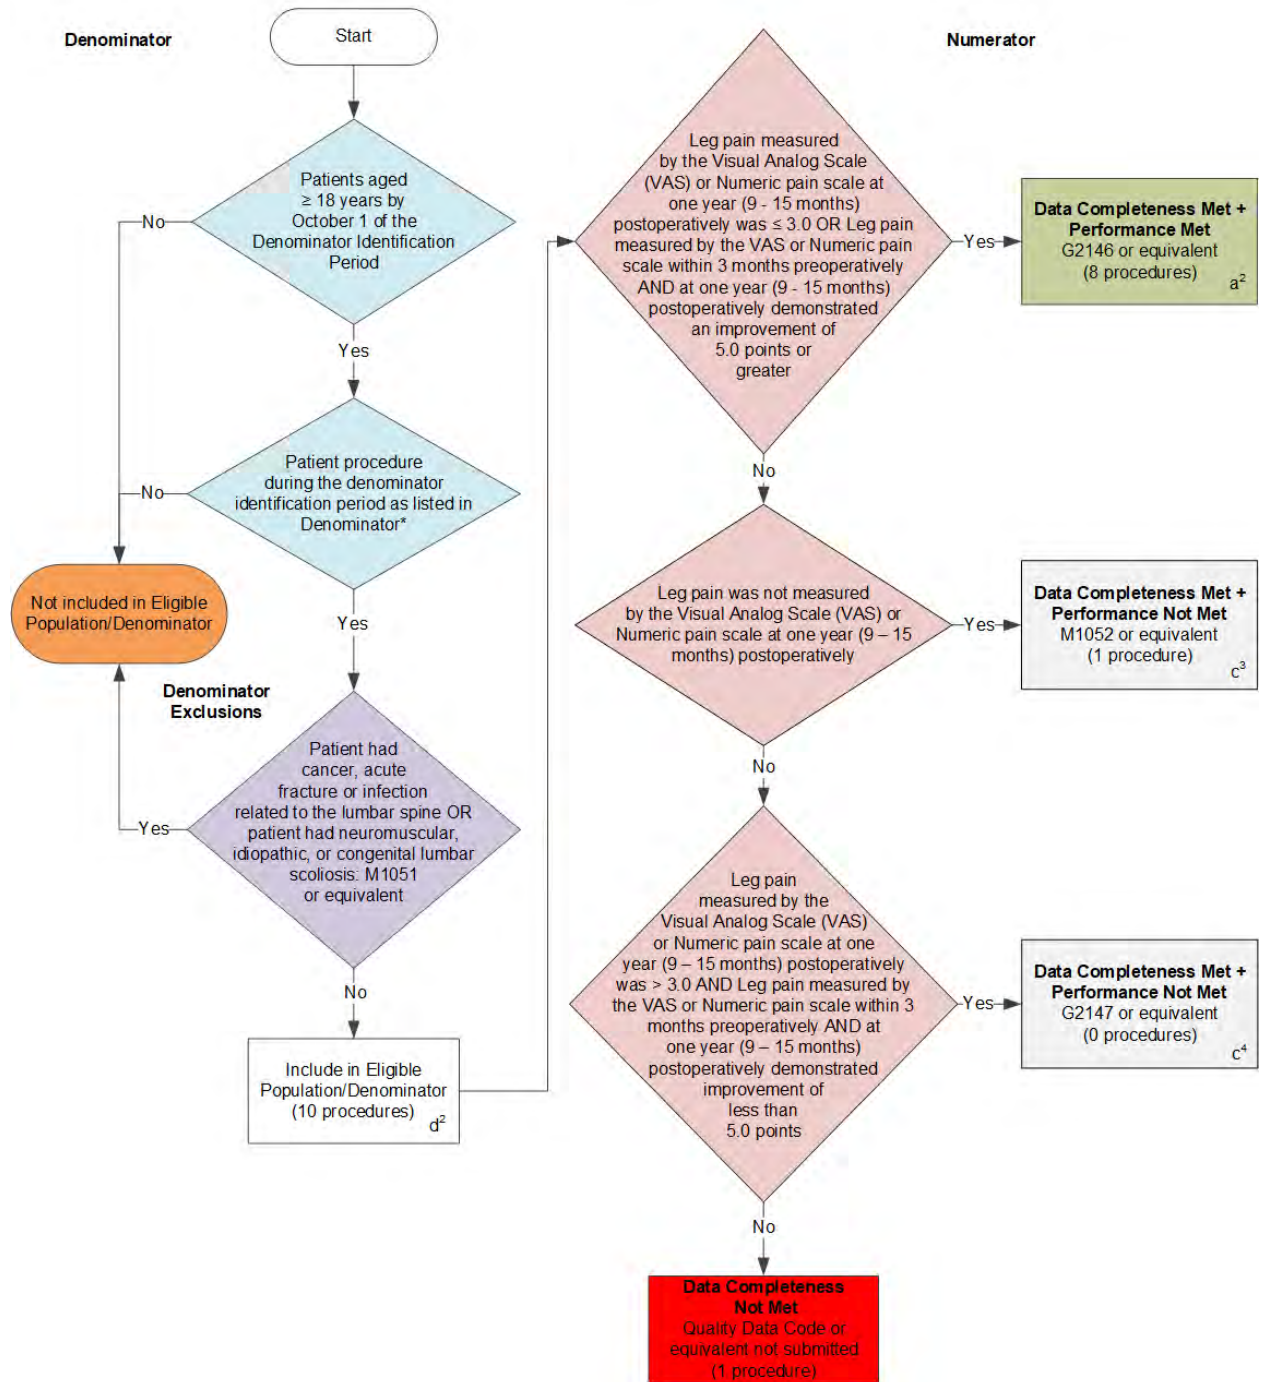 Denominator
Start
Patients aged
≥ 18 years by
October 1 of the
Denominator Identification
Period
No
Yes
Patient procedure
during the denominator
identification period as listed in
Denominator*
No
Not included in Eligible
Population/Denominator
Yes
Denominator
Exclusions
Patient had
cancer, acute
fracture or infection
related to the lumbar spine OR
patient had neuromuscular,
idiopathic, or congenital lumbar
scoliosis: M1051
or equivalent
Yes
No
Include in Eligible
Population/Denominator
(10 procedures)
d²
Numerator
Leg pain measured
by the Visual Analog Scale
(VAS) or Numeric pain scale at
one year (9 - 15 months)
postoperatively was ≤ 3.0 OR Leg pain
measured by the VAS or Numeric pain
scale within 3 months preoperatively
AND at one year (9 - 15 months)
postoperatively demonstrated
an improvement of
5.0 points or
greater
Yes
Data Completeness Met +
Performance Met
G2146 or equivalent
(8 procedures)
a²
No
Leg pain was not measured
by the Visual Analog Scale (VAS) or
Numeric pain scale at one year (9 – 15
months) postoperatively
Yes
Data Completeness Met +
Performance Not Met
M1052 or equivalent
(1 procedure)
c³
No
Leg pain
measured by the
Visual Analog Scale (VAS)
or Numeric pain scale at one
year (9 – 15 months) postoperatively
was > 3.0 AND Leg pain measured by
the VAS or Numeric pain scale within 3
months preoperatively AND at
one year (9 – 15 months)
postoperatively demonstrated
improvement of
less than
5.0 points
Yes
Data Completeness Met +
Performance Not Met
G2147 or equivalent
(0 procedures)
c⁴
No
Data Completeness
Not Met
Quality Data Code or
equivalent not submitted
(1 procedure)